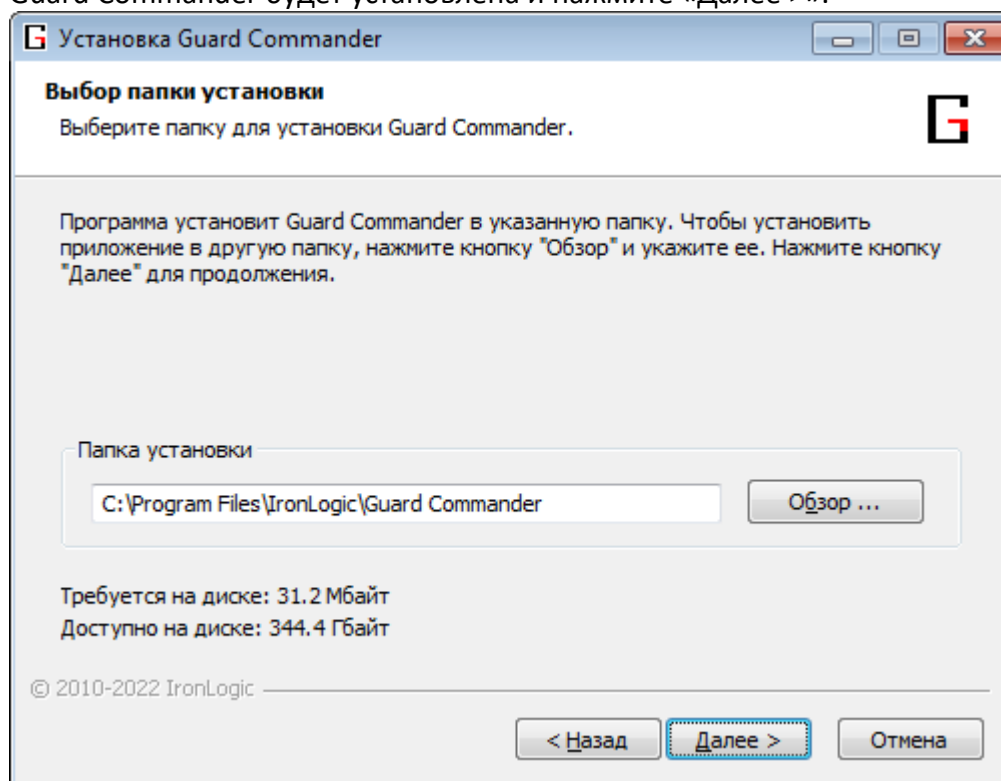 Guard Commander будет установлена и нажмите «Далее >».
Установка Guard Commander
Выбор папки установки
Выберите папку для установки Guard Commander.
Программа установит Guard Commander в указанную папку. Чтобы установить
приложение в другую папку, нажмите кнопку "Обзор" и укажите ее. Нажмите кнопку
"Далее" для продолжения.
Папка установки
C:\Program Files\IronLogic\Guard Commander
Обзор ...
Требуется на диске: 31.2 Мбайт
Доступно на диске: 344.4 Гбайт
© 2010-2022 IronLogic
< Назад
Далее >
Отмена